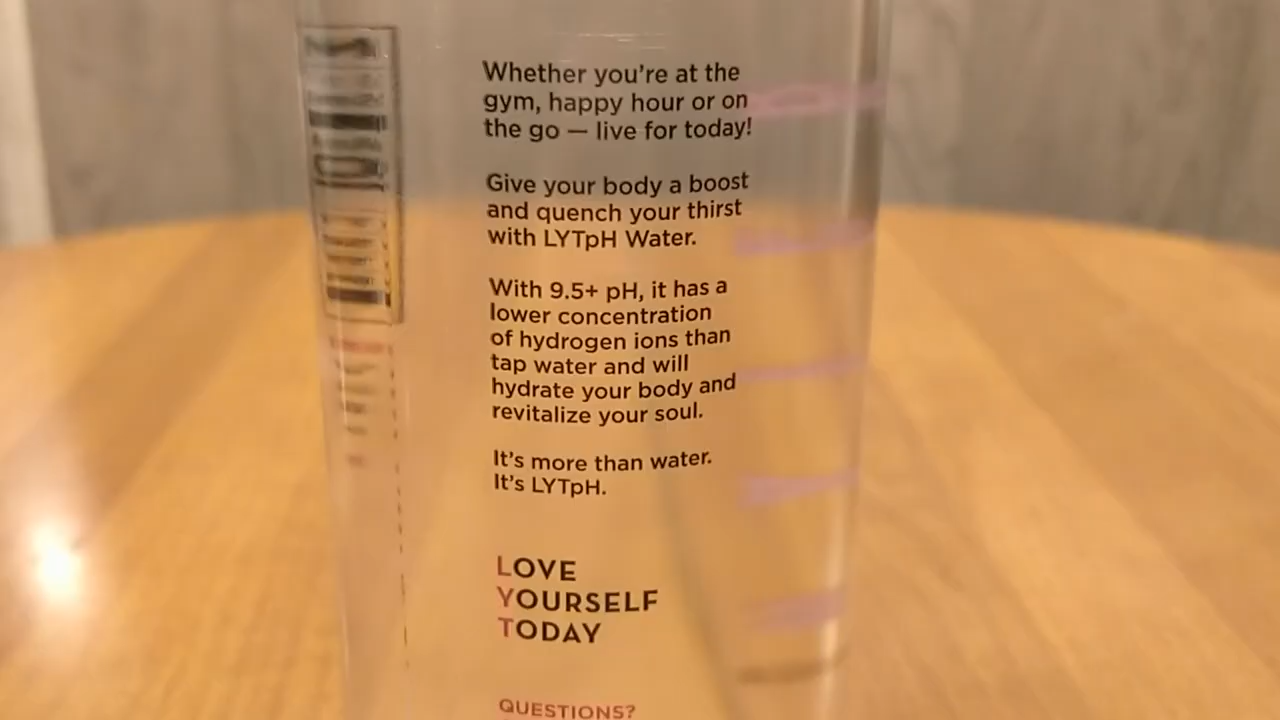 Whether you're at the
gym, happy hour or on
the go — live for today!
Give your body a boost
and quench your thirst
with LYTpH Water.
With 9.5+ pH, it has a
lower concentration
of hydrogen ions than
tap water and will
hydrate your body and
revitalize your soul.
It's more than water.
It's LYTpH.
LOVE
YOURSELF
TODAY
QUESTIONS?